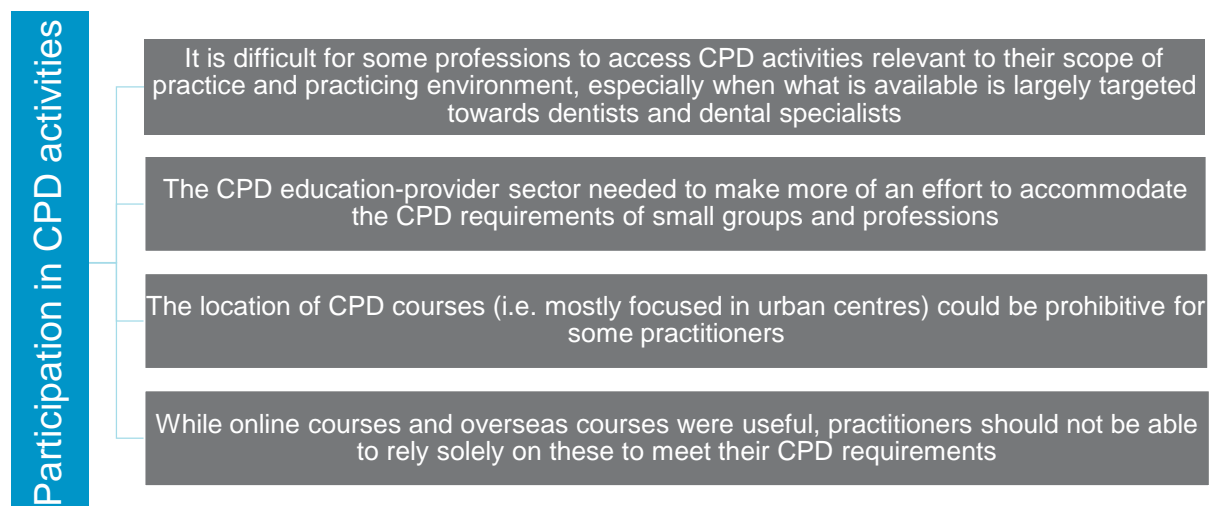 Participation in CPD activities
It is difficult for some professions to access CPD activities relevant to their scope of
practice and practicing environment, especially when what is available is largely targeted
towards dentists and dental specialists
The CPD education-provider sector needed to make more of an effort to accommodate
the CPD requirements of small groups and professions
The location of CPD courses (i.e. mostly focused in urban centres) could be prohibitive for
some practitioners
While online courses and overseas courses were useful, practitioners should not be able
to rely solely on these to meet their CPD requirements